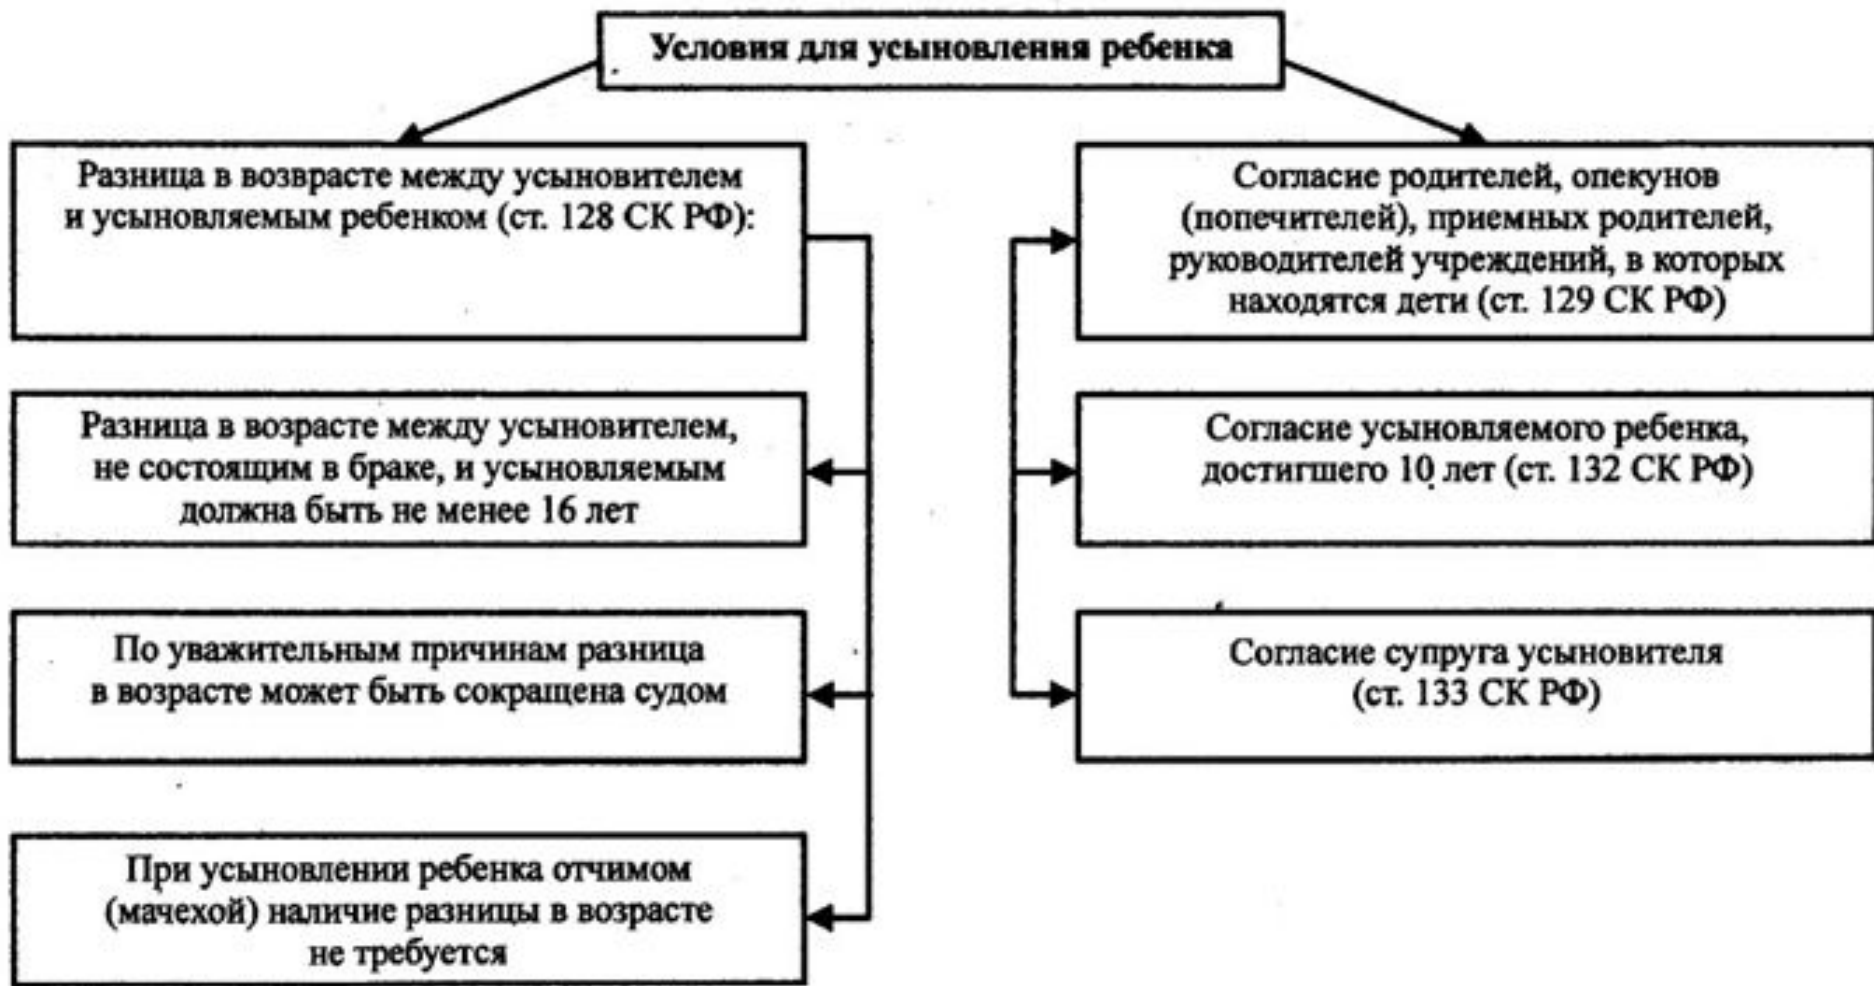 Условия для усыновления ребенка
Разница в возврасте между усыновителем
и усыновляемым ребенком (ст. 128 СК РФ):
Разница в возрасте между усыновителем,
не состоящим в браке, и усыновляемым
должна быть не менее 16 лет
По уважительным причинам разница
в возрасте может быть сокращена судом
При усыновлении ребенка отчимом
(мачехой) наличие разницы в возрасте
не требуется
Согласие родителей, опекунов
(попечителей), приемных родителей,
руководителей учреждений, в которых
находятся дети (ст. 129 СК РФ)
Согласие усыновляемого ребенка,
достигшего 10 лет (ст. 132 СК РФ)
Согласие супруга усыновителя
(ст. 133 СК РФ)